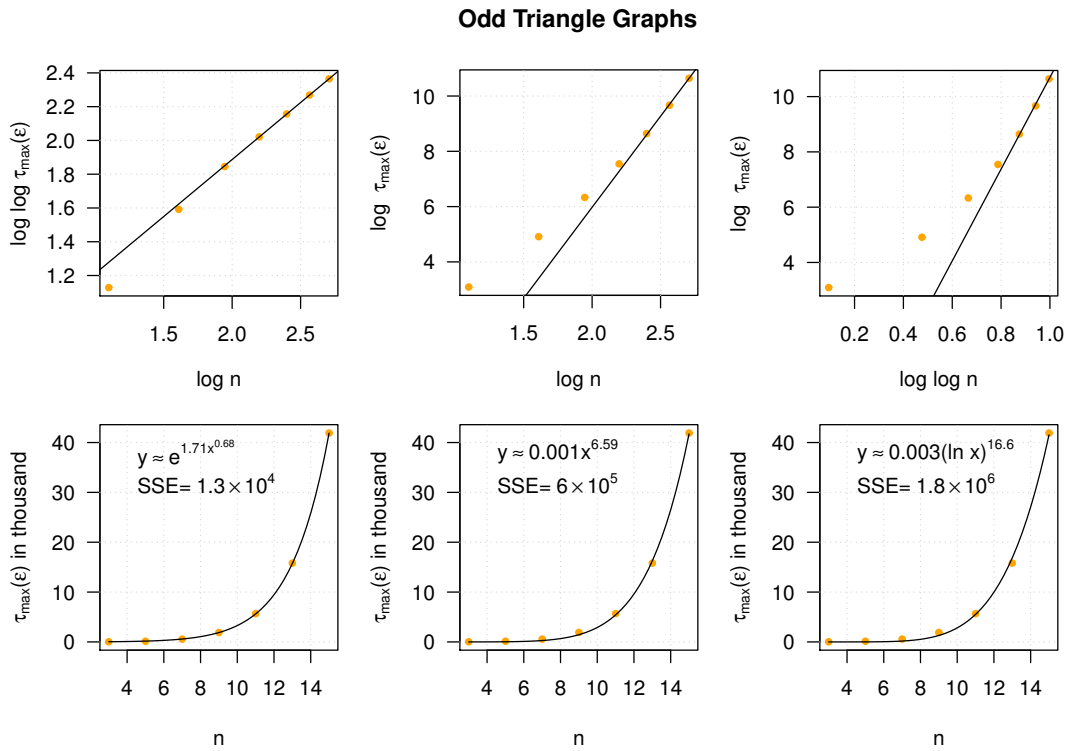 Odd Triangle Graphs
log log τmax(ε)
2.4
2.2
2.0
1.8
1.6
1.4
1.2
1.5 2.0 2.5
log n
log τmax(ε)
10
8
6
4
1.5 2.0 2.5
log n
log τmax(ε)
10
8
6
4
0.2 0.4 0.6 0.8 1.0
log log n
τmax(ε) in thousand
40
30
20
10
0
y ≈ e^1.71x^0.68
SSE= 1.3×10^4
4 6 8 10 12 14
n
τmax(ε) in thousand
40
30
20
10
0
y ≈ 0.001x^6.59
SSE= 6×10^5
4 6 8 10 12 14
n
τmax(ε) in thousand
40
30
20
10
0
y ≈ 0.003(ln x)^16.6
SSE= 1.8×10^6
4 6 8 10 12 14
n